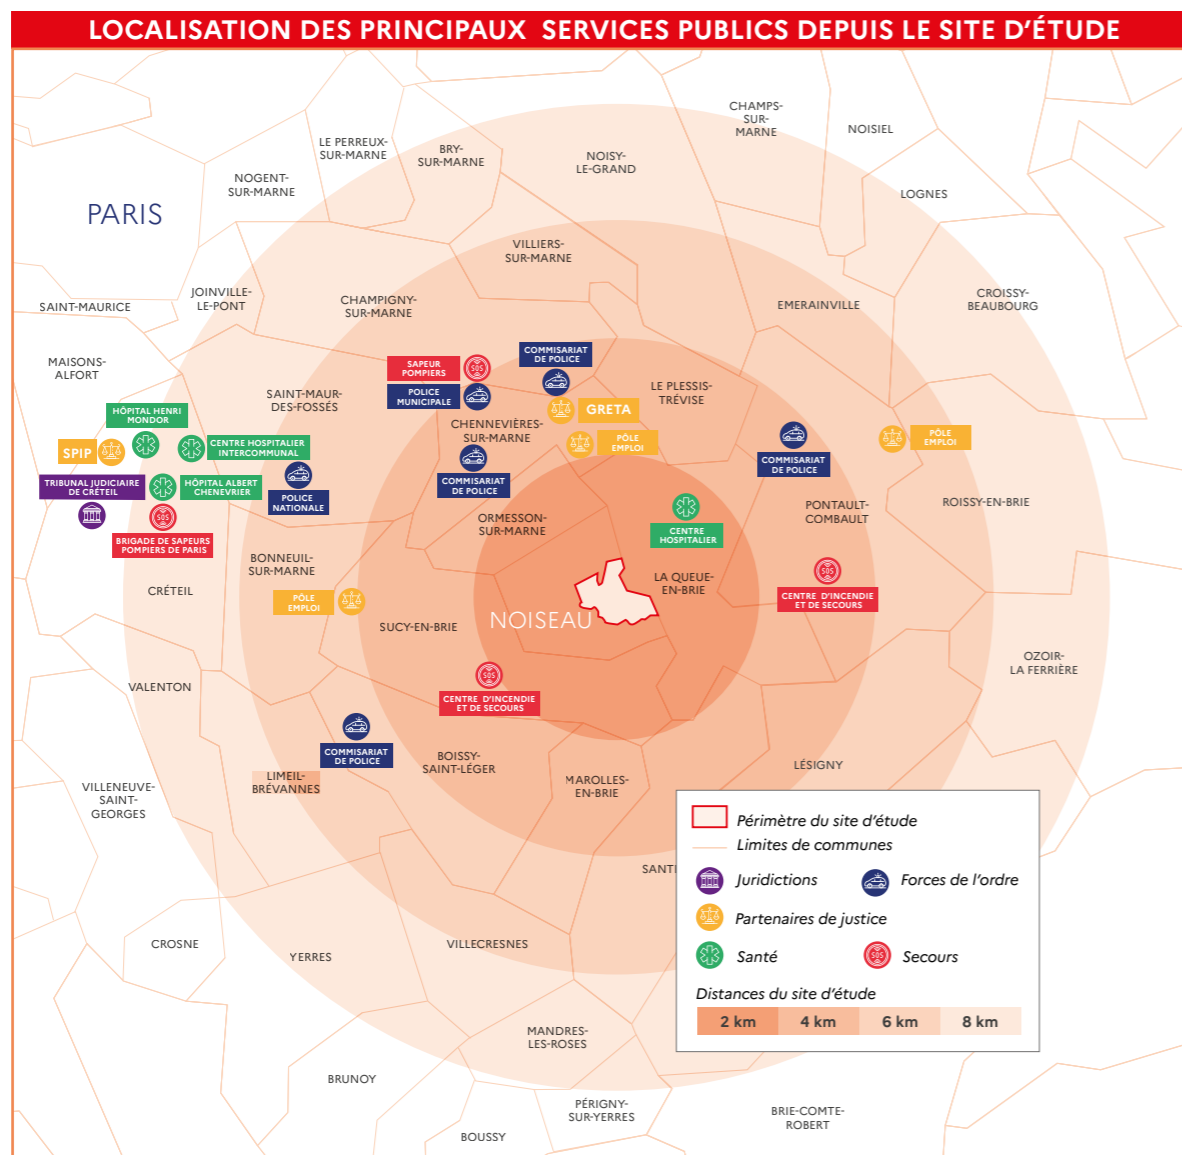 LOCALISATION DES PRINCIPAUX SERVICES PUBLICS DEPUIS LE SITE D'ÉTUDE
CHAMPS-
SUR-
MARNE
NOISIEL
LE PERREUX-
SUR-MARNE
BRY-
SUR-MARNE
NOISY-
LE-GRAND
NOGENT-
SUR-MARNE
LOGNES
PARIS
VILLIERS-
SUR-MARNE
SAINT-MAURICE
JOINVILLE-
LE-PONT
CHAMPIGNY-
SUR-MARNE
EMERAINVILLE
CROISSY-
BEAUBOURG
MAISONS-
ALFORT
SAPEUR
POMPIERS
SOS
COMMISARIAT
DE POLICE
POLICE
MUNICIPALE
SAINT-MAUR-
DES-FOSSÉS
LE PLESSIS-
TRÉVISE
HÔPITAL HENRI
MONDOR
GRETA
CHENNEVIÈRES-
SUR-MARNE
PÔLE
EMPLOI
PÔLE
EMPLOI
SPIP
CENTRE HOSPITALIER
INTERCOMMUNAL
COMMISARIAT
DE POLICE
TRIBUNAL JUDICIAIRE
DE CRÉTEIL
HÔPITAL ALBERT
CHENEVRIER
COMMISARIAT
DE POLICE
POLICE
NATIONALE
SOS
BRIGADE DE SAPEURS
POMPIERS DE PARIS
ORMESSON-
SUR-MARNE
CENTRE
HOSPITALIER
PONTAULT-
COMBAULT
ROISSY-EN-BRIE
BONNEUIL-
SUR-MARNE
CRÉTEIL
LA QUEUE-
EN-BRIE
SOS
CENTRE D'INCENDIE
ET DE SECOURS
PÔLE
EMPLOI
SUCY-EN-BRIE
NOISEAU
OZOIR-
LA FERRIÈRE
VALENTON
SOS
CENTRE D'INCENDIE
ET DE SECOURS
COMMISARIAT
DE POLICE
BOISSY-
SAINT-LÉGER
LIMEIL-
BRÉVANNES
MAROLLES-
EN-BRIE
LÉSIGNY
VILLENEUVE-
SAINT-
GEORGES
SANTI
CROSNE
YERRES
VILLECRESNES
MANDRES-
LES-ROSES
BRUNOY
PÉRIGNY-
SUR-YERRES
BRIE-COMTE-
ROBERT
BOUSSY
Périmètre du site d'étude
Limites de communes
Juridictions
Forces de l'ordre
Partenaires de justice
Santé
SOS
Secours
Distances du site d'étude
2 km 4 km 6 km 8 km